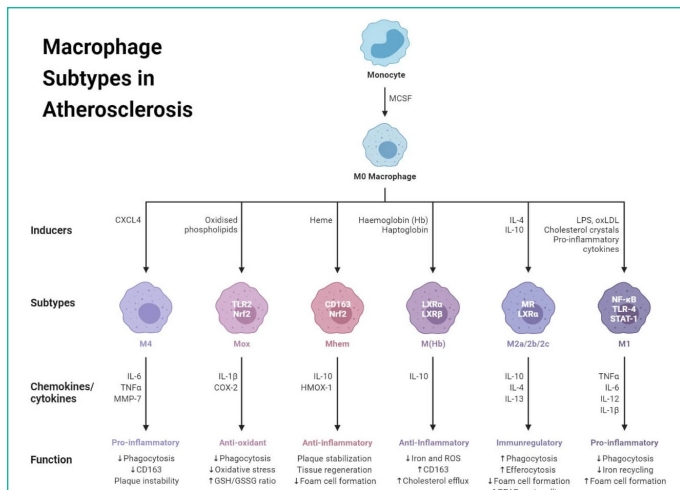 Macrophage
Subtypes in
Atherosclerosis
Monocyte
MCSF
M0 Macrophage
Inducers
CXCL4
Oxidised
phospholipids
Heme
Haemoglobin (Hb)
Haptoglobin
IL-4
IL-10
LPS, oxLDL
Cholesterol crystals
Pro-inflammatory
cytokines
Subtypes
TLR2
Nrf2
CD163
Nrf2
LXRα
LXRβ
MR
LXRα
NF-κB
TLR-4
STAT-1
M4
Mox
Mhem
M(Hb)
M2a/2b/2c
M1
Chemokines/
cytokines
IL-6
TNFα
MMP-7
IL-1β
COX-2
IL-10
HMOX-1
IL-10
IL-10
IL-4
IL-13
TNFα
IL-6
IL-12
IL-1β
Function
Pro-inflammatory
↓Phagocytosis
↓CD163
Plaque instability
Anti-oxidant
↓Phagocytosis
↓Oxidative stress
↑GSH/GSSG ratio
Anti-inflammatory
Plaque stabilization
Tissue regeneration
↓Foam cell formation
Anti-Inflammatory
↓Iron and ROS
↑CD163
↑Cholesterol efflux
Immunregulatory
↑Phagocytosis
↑Efferocytosis
↓Foam cell formation
Pro-inflammatory
↓Phagocytosis
↓Iron recycling
↑Foam cell formation